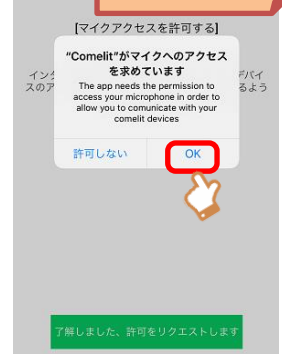 [マイクアクセスを許可する]
"Comelit"がマイクへのアクセス
を求めています
The app needs the permission to
access your microphone in order to
allow you to comunicate with your
comelit devices
許可しない
OK
イン
デバイ
スのア
るよう
了解しました、許可をリクエストします